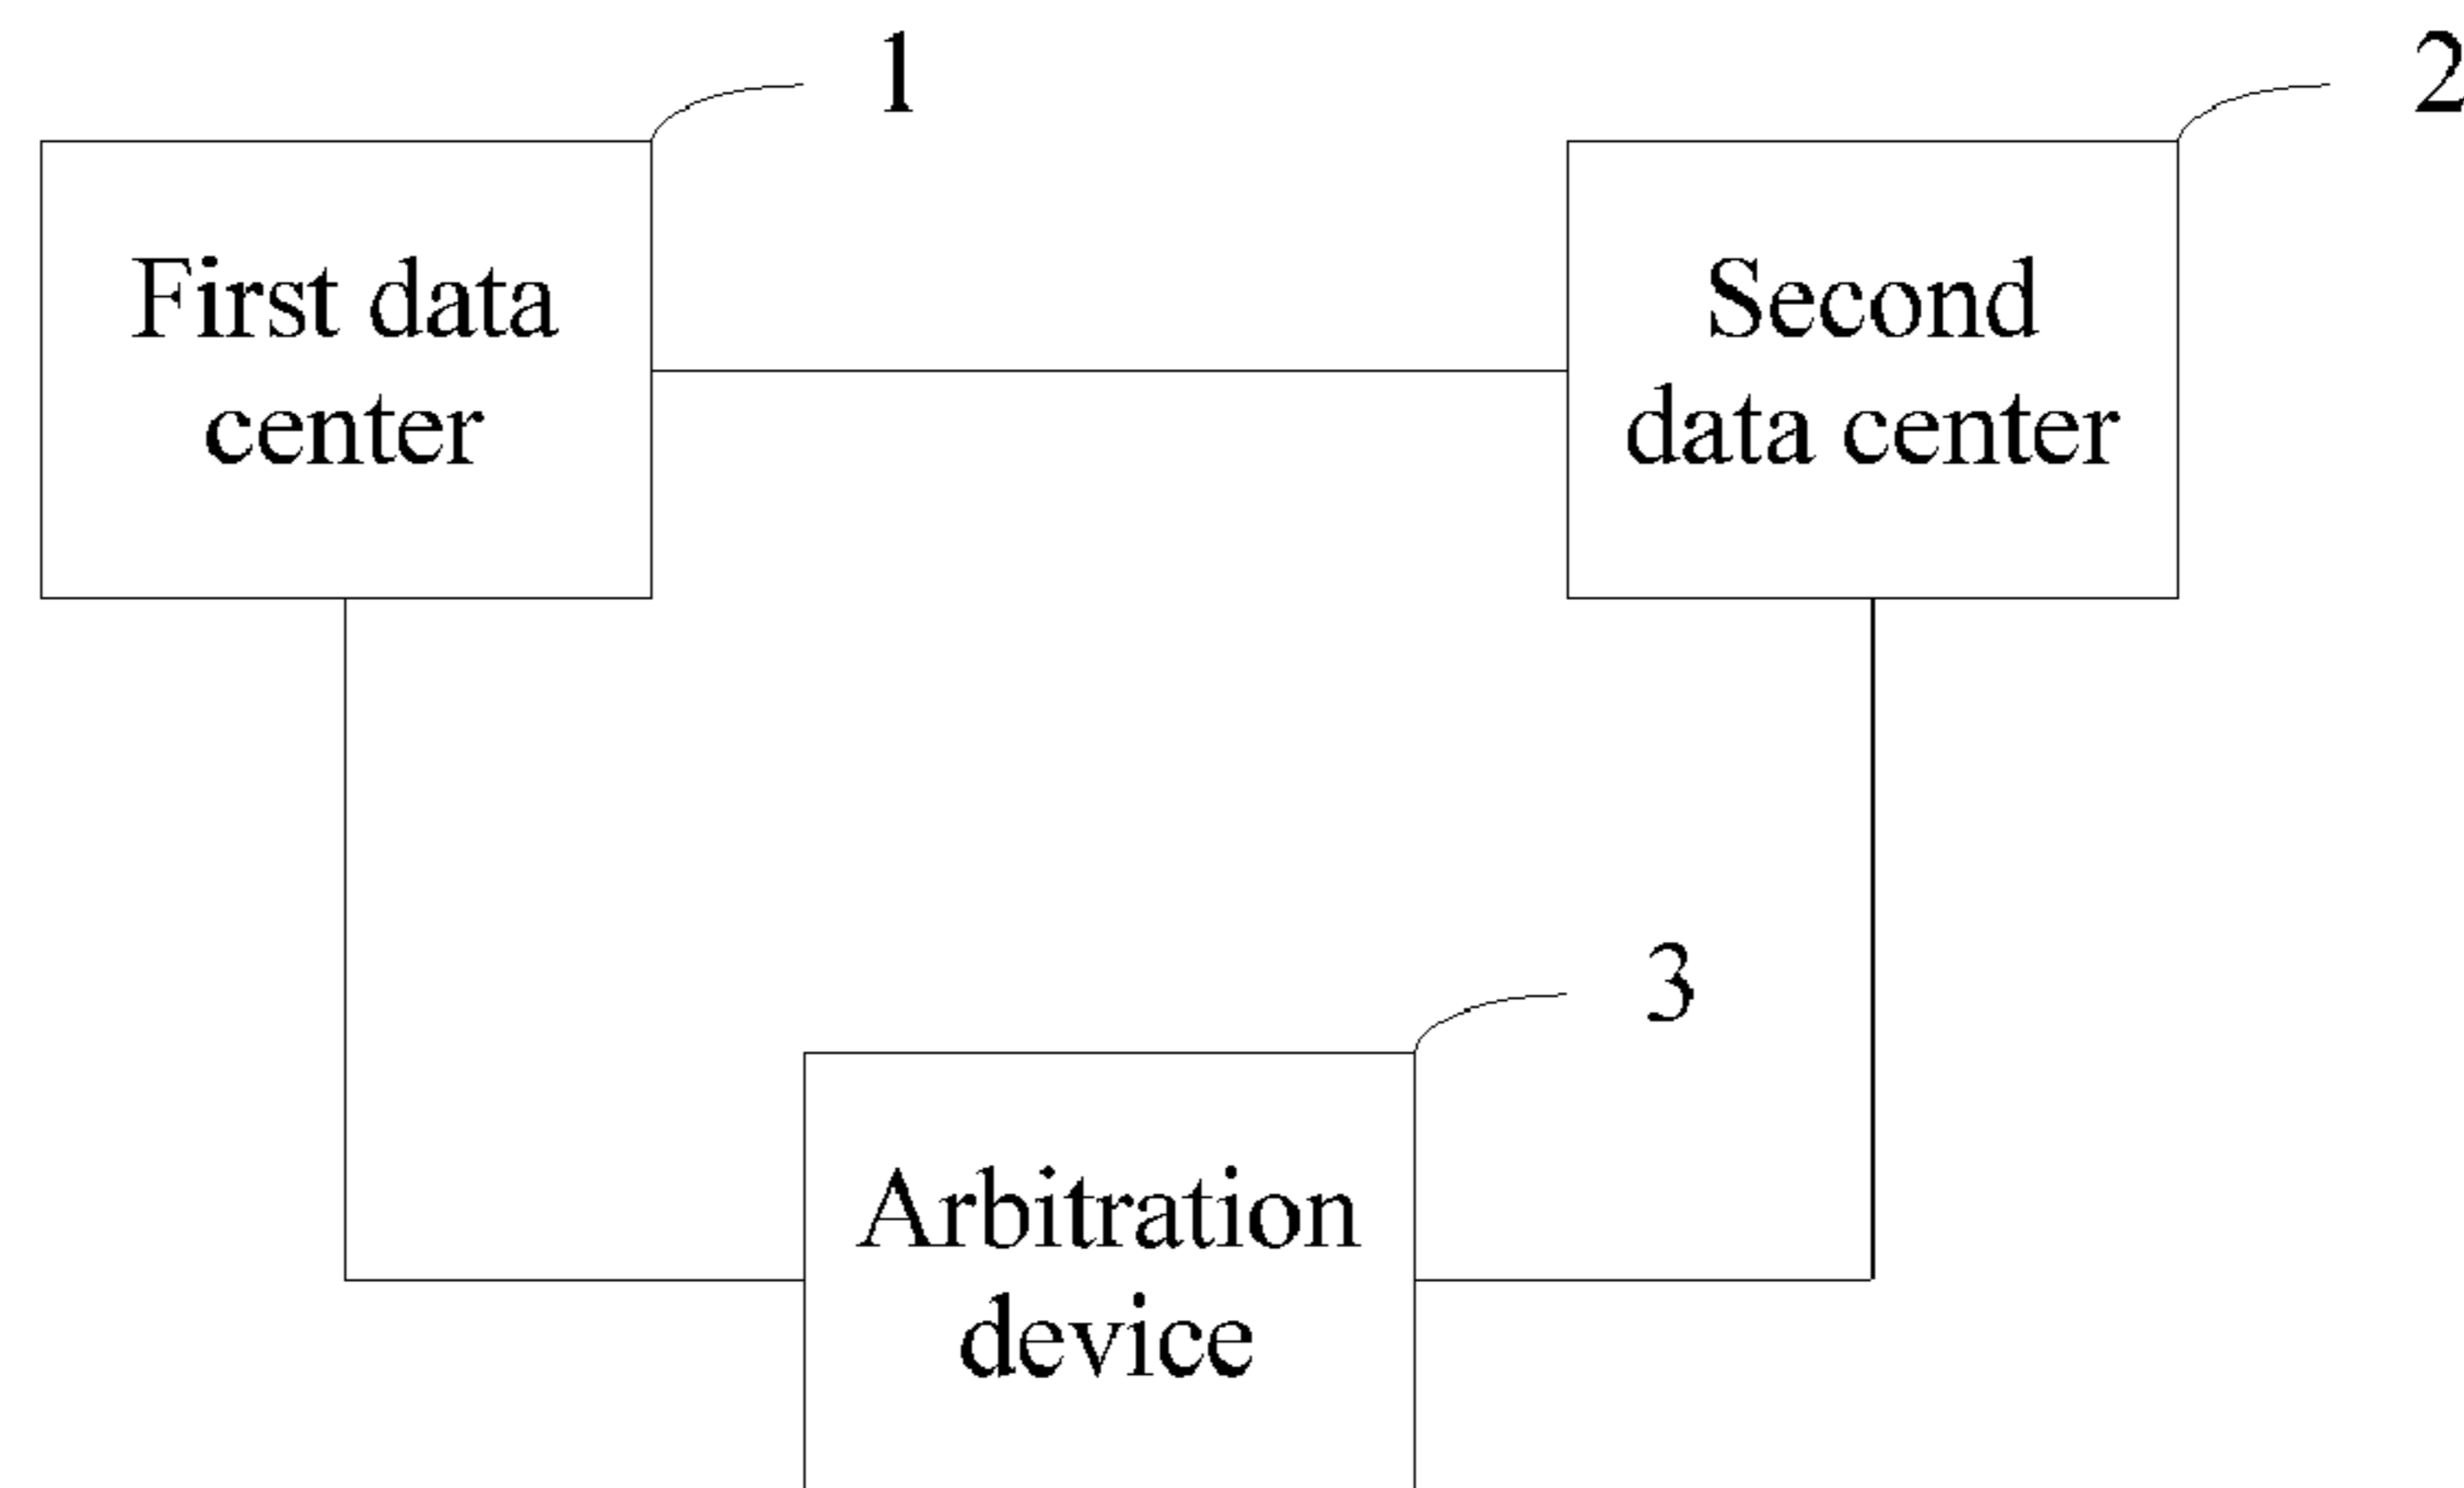 1
2
First data
center
Second
data center
3
Arbitration
device